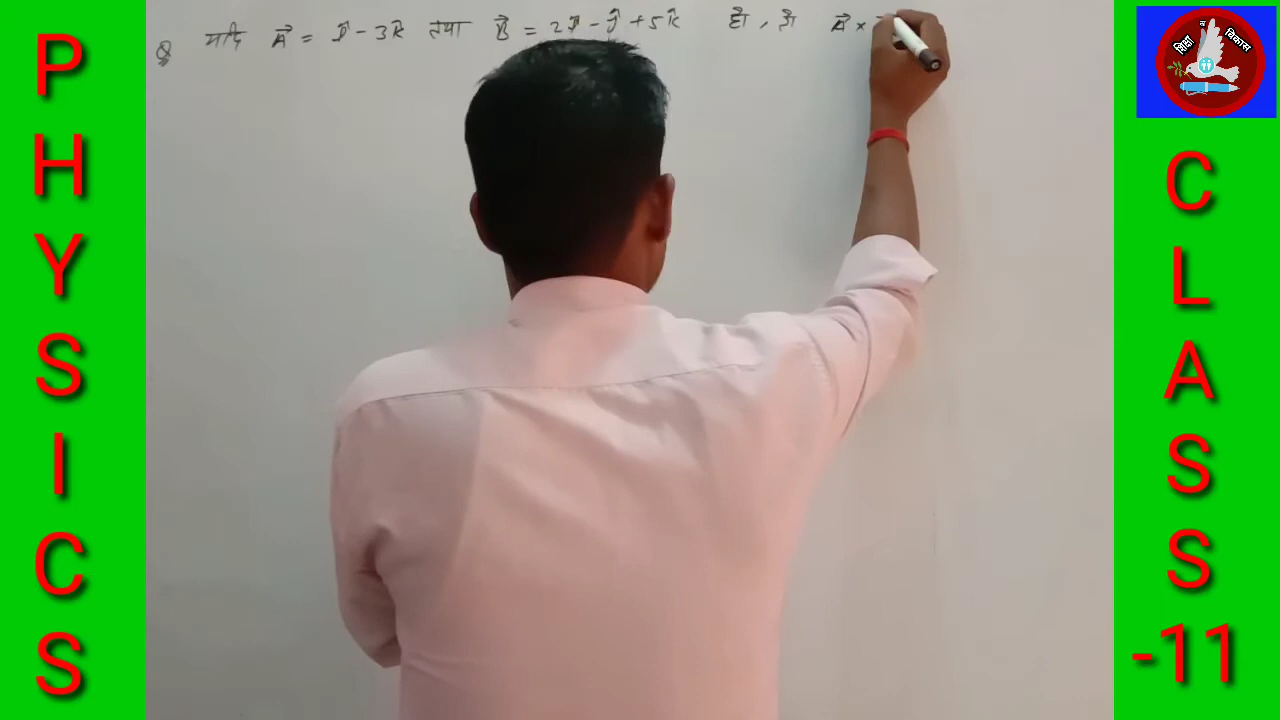 Q यदि A⃗ = î - 3k̂ तथा B⃗ = 2î - ĵ + 5k̂ हो, तो A⃗ ×
PHYSICS
CLASS
-11
शिक्षा व विकास